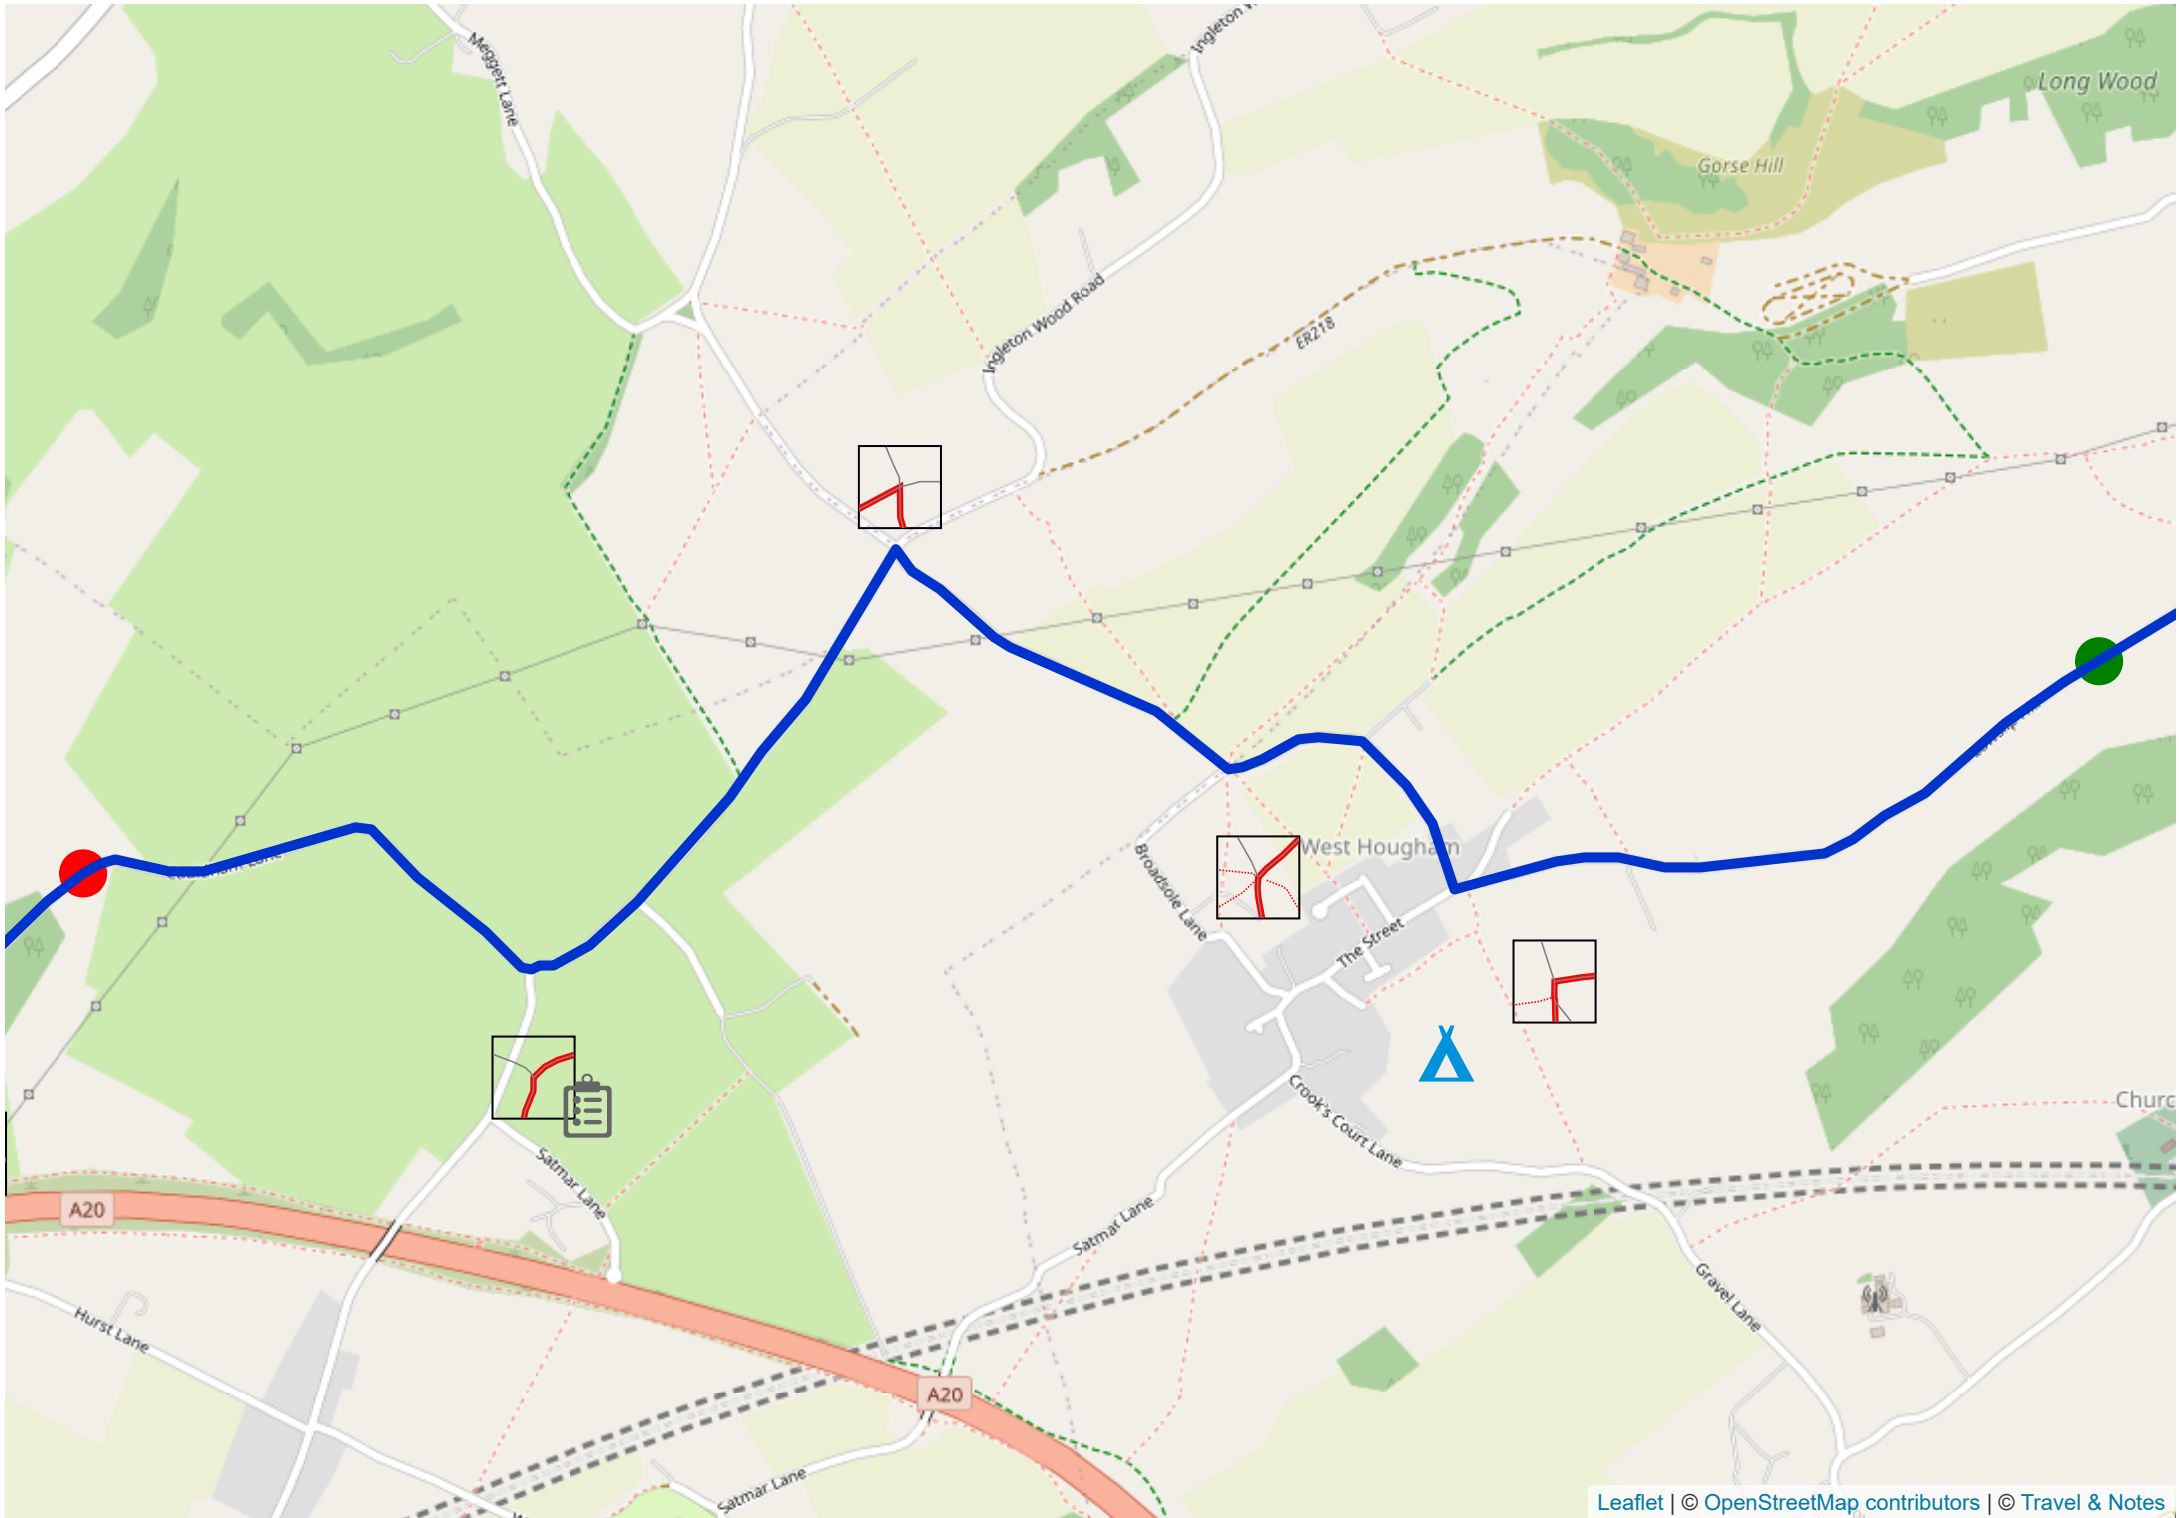 Meggett Lane
Ingleton W
Long Wood
Gorse Hill
Ingleton Wood Road
ER218
West Hougham
Broadsole Lane
The Street
Crook's Court Lane
Church
Satmar Lane
Satmar Lane
A20
Hurst Lane
Gravel Lane
A20
Satmar Lane
Leaflet | © OpenStreetMap contributors | © Travel & Notes